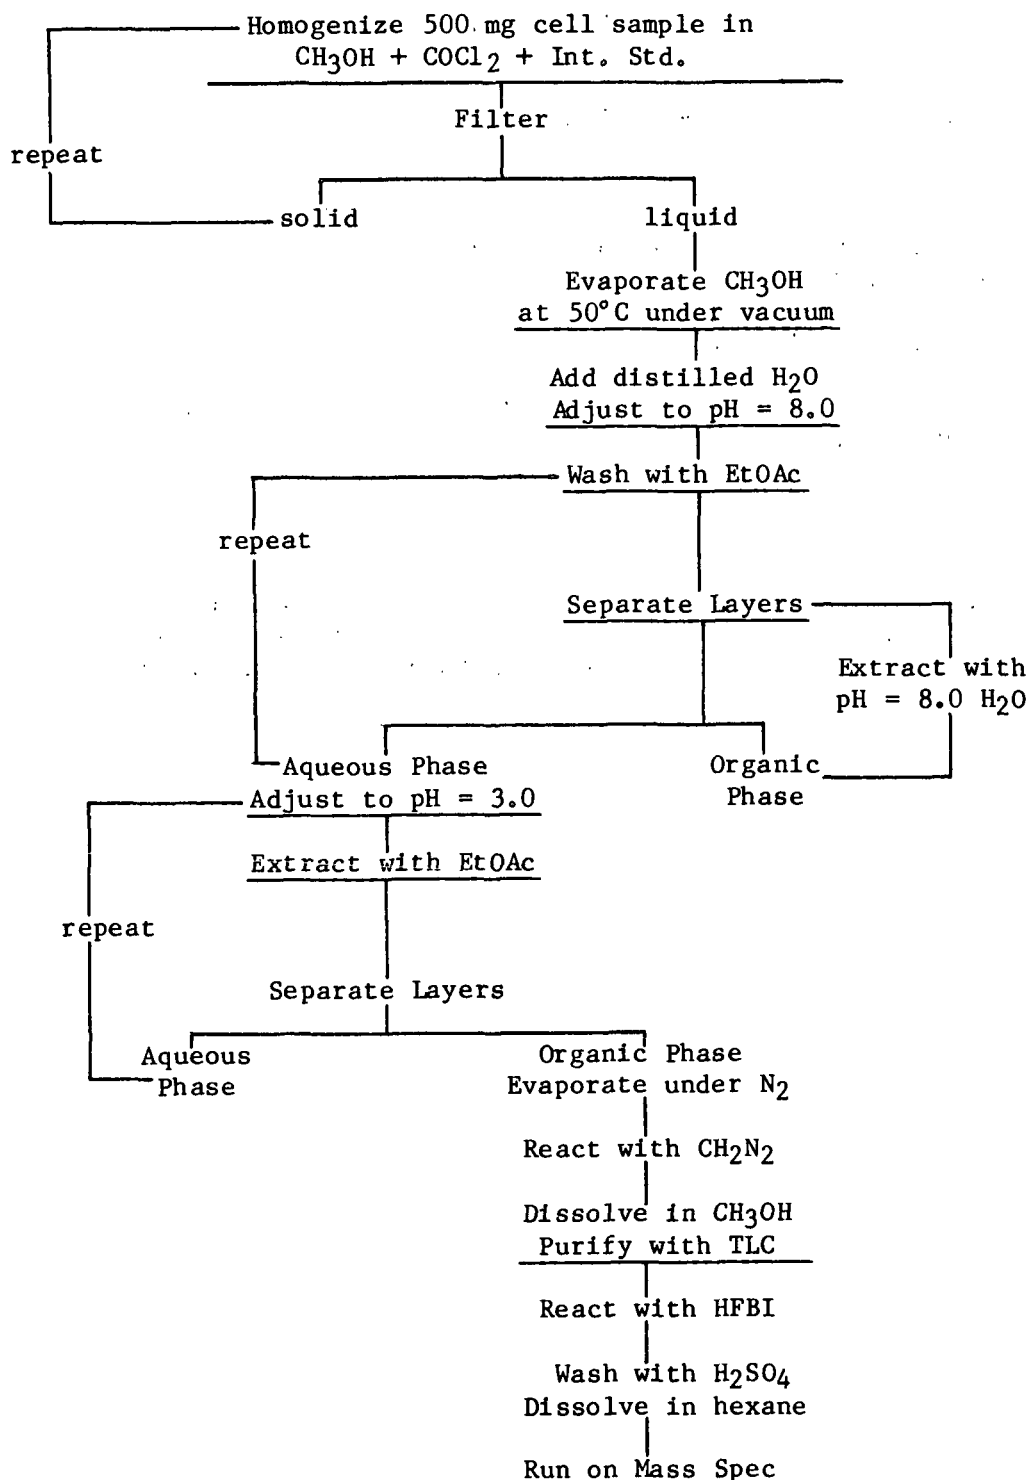 Homogenize 500 mg cell sample in
CH3OH + COCl2 + Int. Std.
Filter
repeat
solid
liquid
Evaporate CH3OH
at 50°C under vacuum
Add distilled H2O
Adjust to pH = 8.0
Wash with EtOAc
repeat
Separate Layers
Extract with
pH = 8.0 H2O
Aqueous Phase
Organic
Phase
Adjust to pH = 3.0
Extract with EtOAc
repeat
Separate Layers
Aqueous
Phase
Organic Phase
Evaporate under N2
React with CH2N2
Dissolve in CH3OH
Purify with TLC
React with HFBI
Wash with H2SO4
Dissolve in hexane
Run on Mass Spec